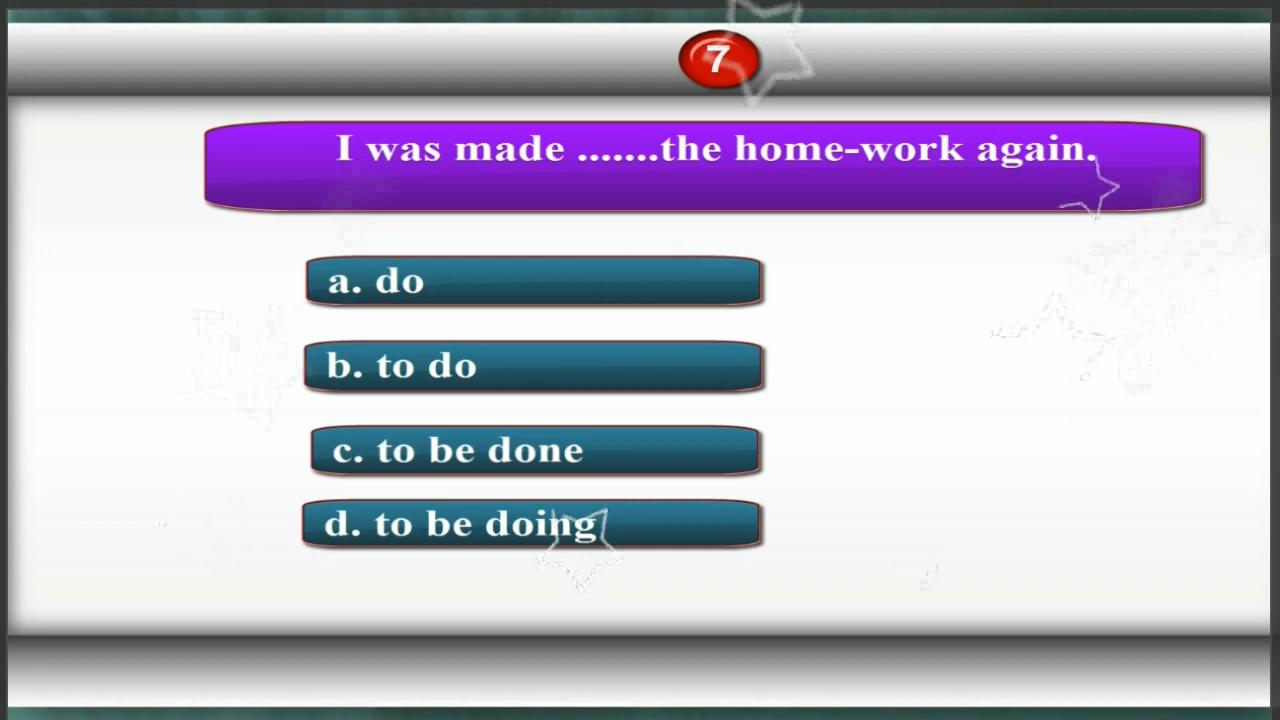 7
I was made .......the home-work again.
a. do
b. to do
c. to be done
d. to be doing